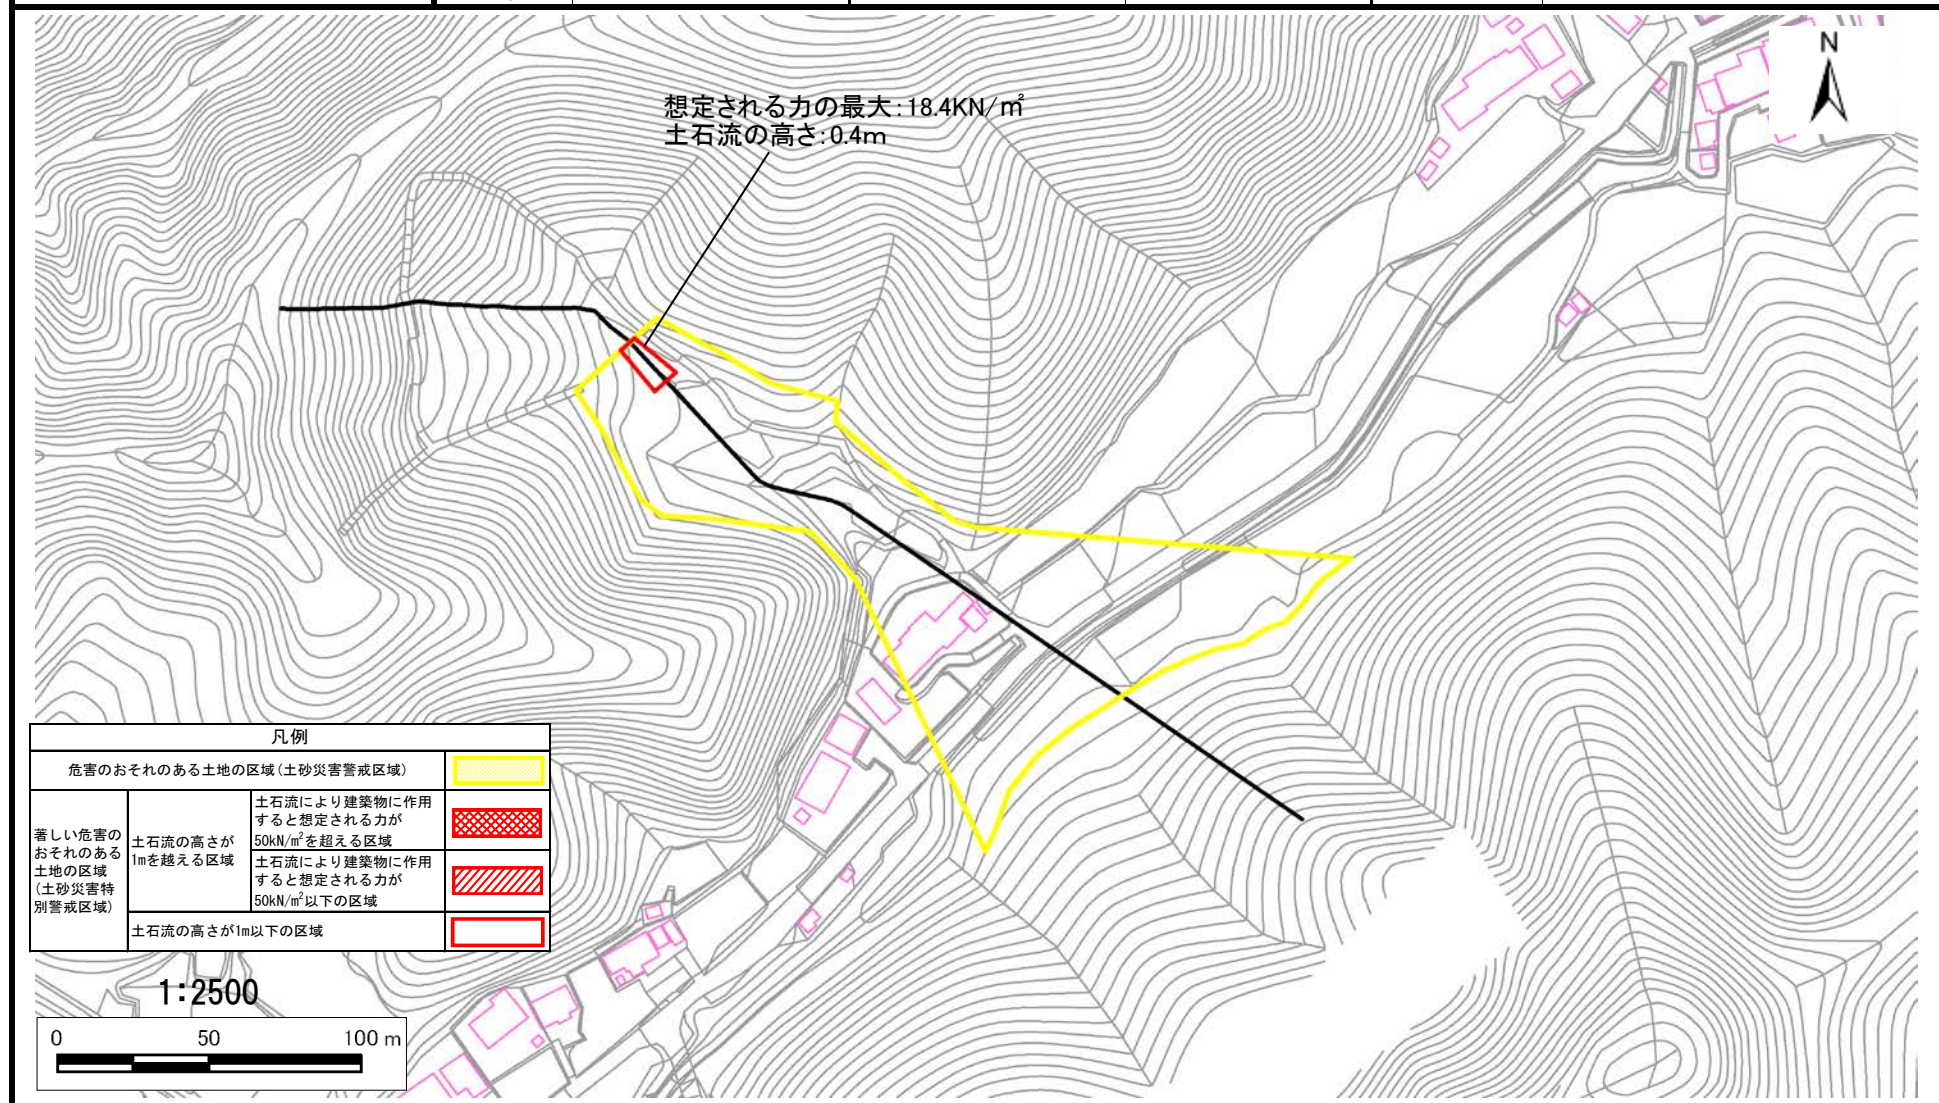 N
想定される力の最大:18.4KN/㎡
土石流の高さ:0.4m
凡例
危害のおそれのある土地の区域(土砂災害警戒区域)
著しい危害の
おそれのある
土地の区域
(土砂災害特
別警戒区域)
土石流の高さが
1mを越える区域
土石流により建築物に作用
すると想定される力が
50kN/㎡を超える区域
土石流により建築物に作用
すると想定される力が
50kN/㎡以下の区域
土石流の高さが1m以下の区域
1:2500
0 50 100 m